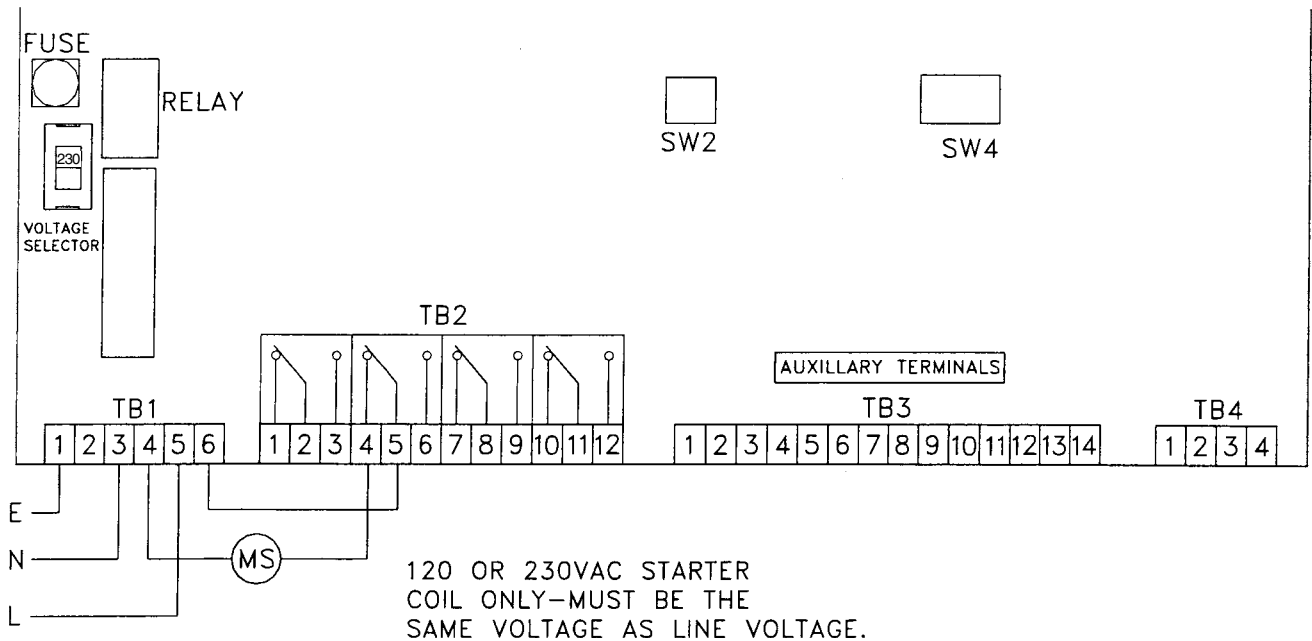 FUSE
RELAY
230
VOLTAGE
SELECTOR
SW2
SW4
TB2
AUXILLARY TERMINALS
TB1
TB3
TB4
1 2 3 4 5 6
1 2 3 4 5 6 7 8 9 10 11 12
1 2 3 4 5 6 7 8 9 10 11 12 13 14
1 2 3 4
E
N
MS
L
120 OR 230VAC STARTER
COIL ONLY-MUST BE THE
SAME VOLTAGE AS LINE VOLTAGE.